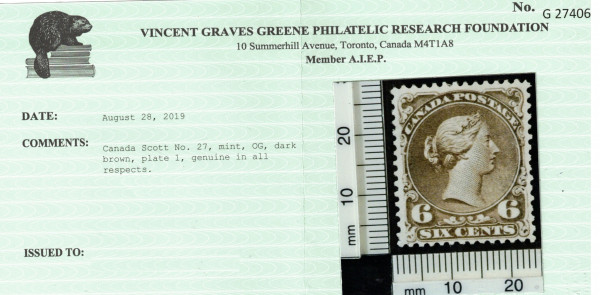 No. G 27406
VINCENT GRAVES GREENE PHILATELIC RESEARCH FOUNDATION
10 Summerhill Avenue, Toronto, Canada M4T1A8
Member A.I.E.P.
DATE: August 28, 2019
COMMENTS: Canada Scott No. 27, mint, OG, dark
brown, plate 1, genuine in all
respects.
ISSUED TO:
CANADA POSTAGE
6 6
SIX CENTS
20
10
mm
mm 10 20